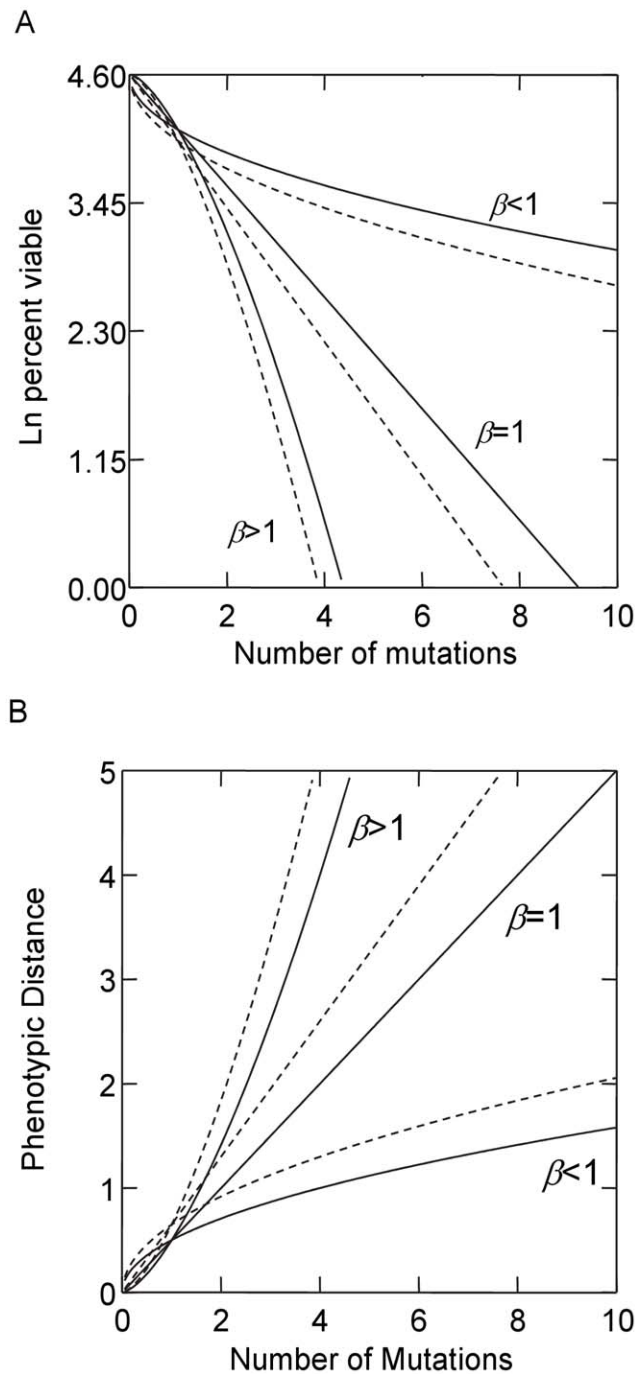 A
4.60
3.45
2.30
1.15
0.00
Ln percent viable
β<1
β=1
β>1
0 2 4 6 8 10
Number of mutations
B
5
4
3
2
1
0
Phenotypic Distance
β>1
β=1
β<1
0 2 4 6 8 10
Number of Mutations